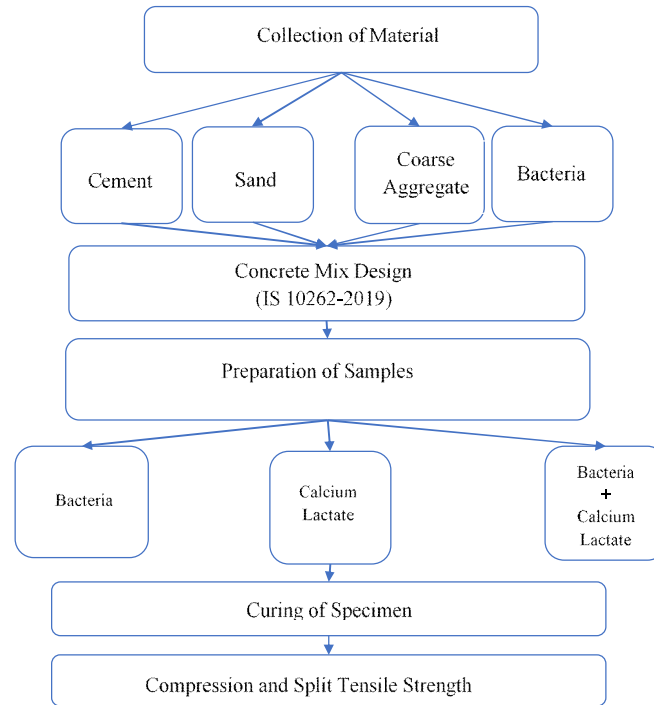 Collection of Material
Cement
Sand
Coarse
Aggregate
Bacteria
Concrete Mix Design
(IS 10262-2019)
Preparation of Samples
Bacteria
Calcium
Lactate
Bacteria
+
Calcium
Lactate
Curing of Specimen
Compression and Split Tensile Strength